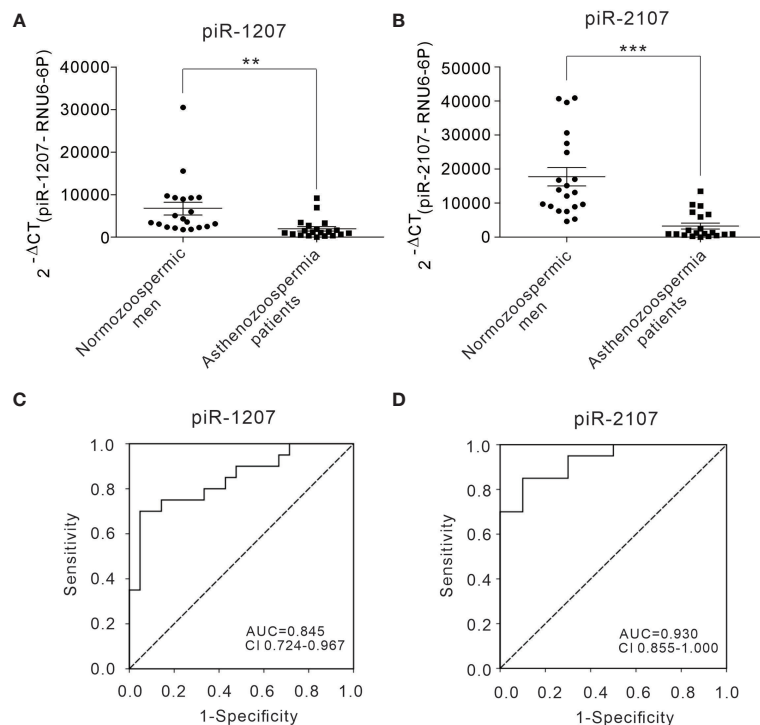 A
piR-1207
2 -ΔCT(piR-1207- RNU6-6P)
**
40000
30000
20000
10000
0
Normozoospermic
men
Asthenozoospermia
patients
B
piR-2107
2 -ΔCT(piR-2107- RNU6-6P)
***
50000
40000
30000
20000
10000
0
Normozoospermic
men
Asthenozoospermia
patients
C
piR-1207
Sensitivity
1.0
0.8
0.6
0.4
0.2
0.0
AUC=0.845
CI 0.724-0.967
0.0 0.2 0.4 0.6 0.8 1.0
1-Specificity
D
piR-2107
Sensitivity
1.0
0.8
0.6
0.4
0.2
0.0
AUC=0.930
CI 0.855-1.000
0.0 0.2 0.4 0.6 0.8 1.0
1-Specificity